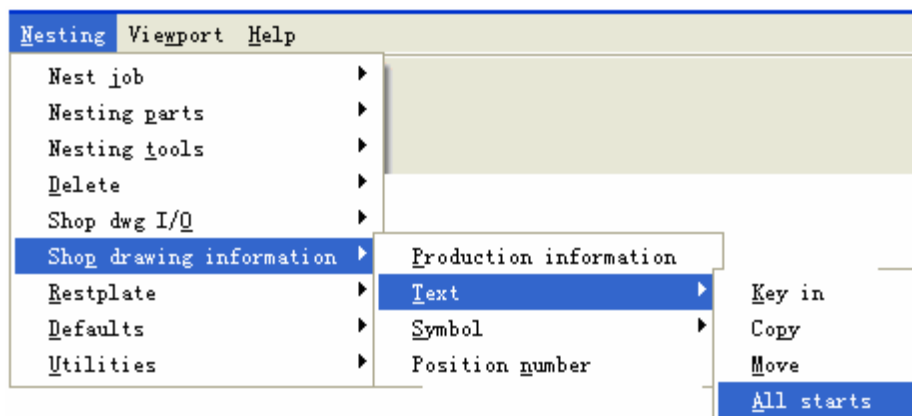 Nesting Viewport Help
Nest job
Nesting parts
Nesting tools
Delete
Shop dwg I/O
Shop drawing information
Restplate
Defaults
Utilities
Production information
Text
Symbol
Position number
Key in
Copy
Move
All starts